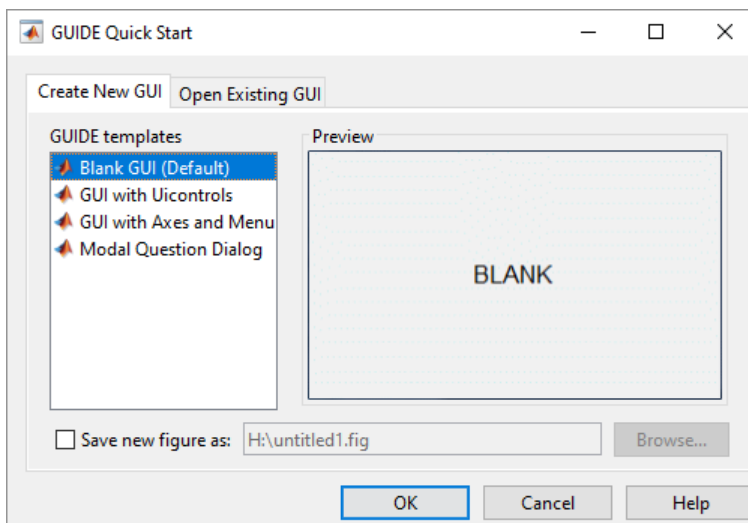 GUIDE Quick Start
Create New GUI
Open Existing GUI
GUIDE templates
Blank GUI (Default)
GUI with Uicontrols
GUI with Axes and Menu
Modal Question Dialog
Preview
BLANK
Save new figure as:
H:\untitled1.fig
Browse...
OK
Cancel
Help